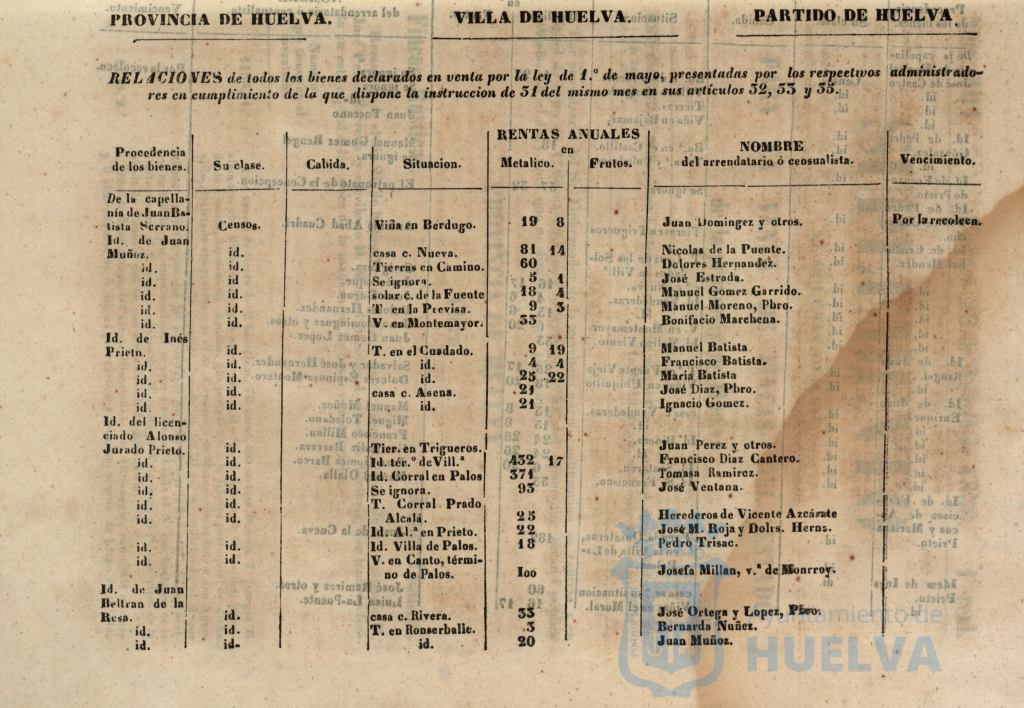 PROVINCIA DE HUELVA. VILLA DE HUELVA. PARTIDO DE HUELVA
RELACIONES de todos los bienes declarados en venta por la ley de 1.º de mayo, presentadas por los respectivos administrado-
res en cumplimiento de la que dispone la instruccion de 31 del mismo mes en sus artículos 32, 33 y 35.
RENTAS ANUALES
en
Procedencia de los bienes. Su clase. Cabida. Situacion. Metalico. Frutos. NOMBRE del arrendatario ó censualista. Vencimiento.
De la capella-
nía de Juan Ba-
tista Serrano. Censos. Viña en Berdugo. 19 8 Juan Domingez y otros. Por la recolecn.
Id. de Juan
Muñoz. id. casa c. Nueva. 81 14 Nicolas de la Puente.
id. id. Tierras en Camino. 60 Dolores Hernandez.
id. id. Se ignora. 5 1 José Estrada.
id. id. solar c. de la Fuente 18 4 Manuel Gomez Garrido.
id. id. T. en la Previsa. 9 3 Manuel Moreno, Pbro.
id. id. V. en Montemayor. 33 Bonifacio Marchena.
Id. de Inés
Prieto. id. T. en el Cuadado. 9 19 Manuel Batista
id. id. id. 4 4 Francisco Batista.
id. id. id. 25 22 Maria Batista
id. id. casa c. Asena. 21 José Diaz, Pbro.
id. id. id. 21 Ignacio Gomez.
Id. del licen-
ciado Alonso
Jurado Prieto. id. Tier. en Trigueros. Juan Perez y otros.
id. id. Id. tér.º de Vill.ª 432 17 Francisco Diaz Cantero.
id. id. Id. Corral en Palos 371 Tomasa Ramirez.
id. id. Se ignora. 93 José Ventana.
id. id. T. Corral Prado
id. id. Alcalá. 25 Herederos de Vicente Azcárate
id. Id. Al.ª en Prieto. 22 José M. Roja y Dolrs. Hernz.
id. id. Id. Villa de Palos. 18 Pedro Trisac.
id. id. V. en Canto, térmi-
no de Palos. 100 Josefa Millan, v.ª de Monrroy.
Id. de Juan
Beltran de la
Rosa. id. casa c. Rivera. 33 José Ortega y Lopez, Pbro.
id. id. T. en Ronserballe. 3 Bernarda Nuñez.
id. id. id. 20 Juan Muñoz.
Ayuntamiento de
HUELVA